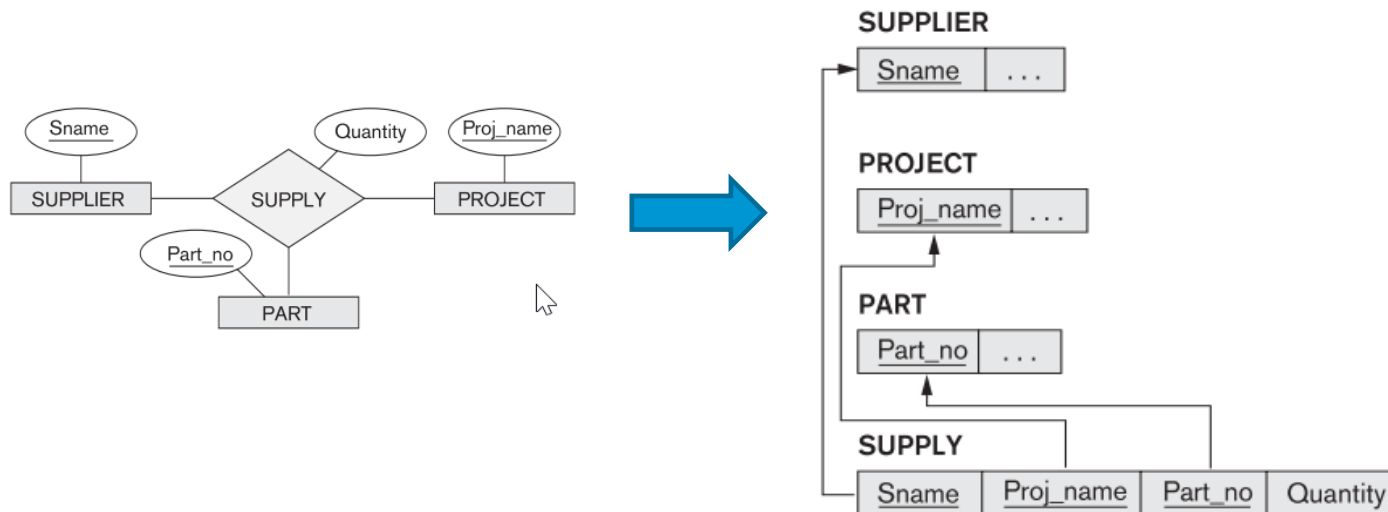 Sname
Quantity
Proj_name
SUPPLIER
SUPPLY
PROJECT
Part_no
PART
SUPPLIER
Sname ...
PROJECT
Proj_name ...
PART
Part_no ...
SUPPLY
Sname Proj_name Part_no Quantity